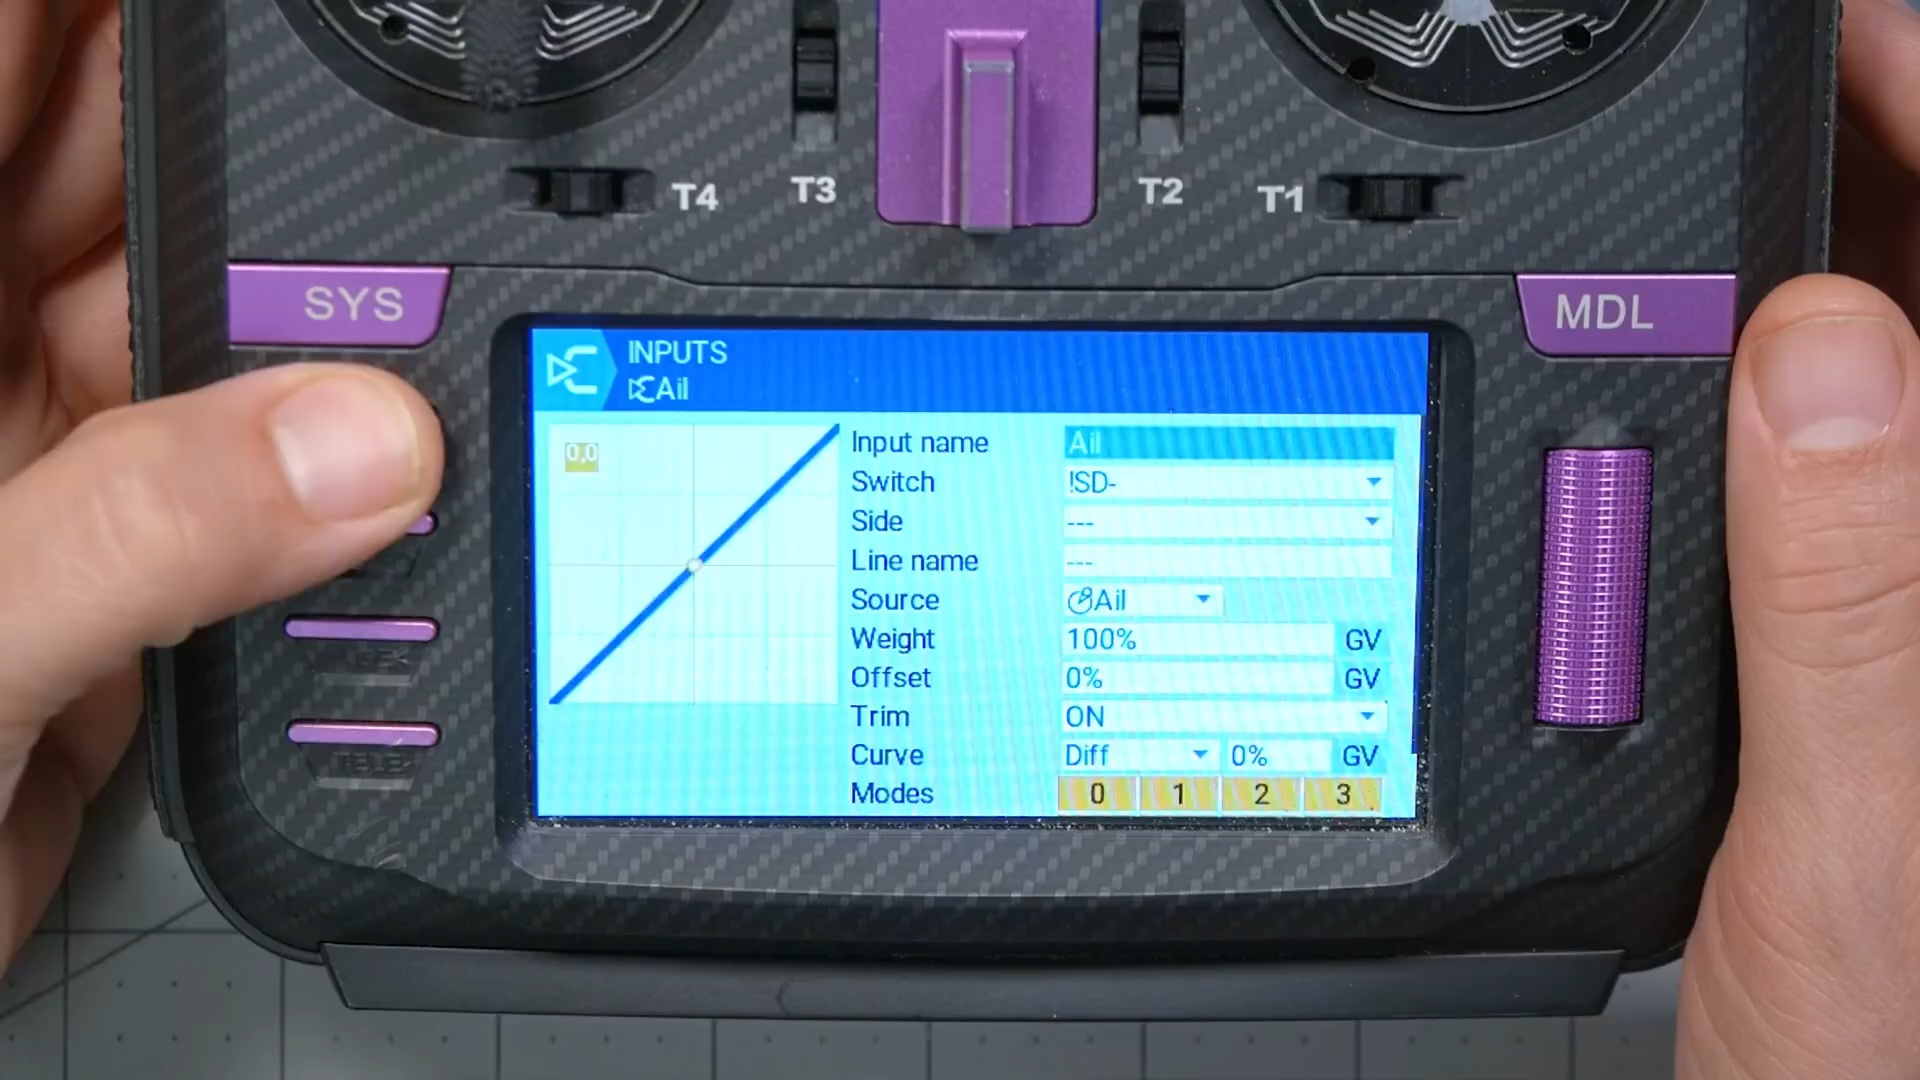 T4
T3
T2
T1
SYS
MDL
INPUTS
Ail
0,0
Input name Ail
Switch !SD-
Side ---
Line name ---
Source Ail
Weight 100% GV
Offset 0% GV
Trim ON
Curve Diff 0% GV
Modes 0 1 2 3
TELE